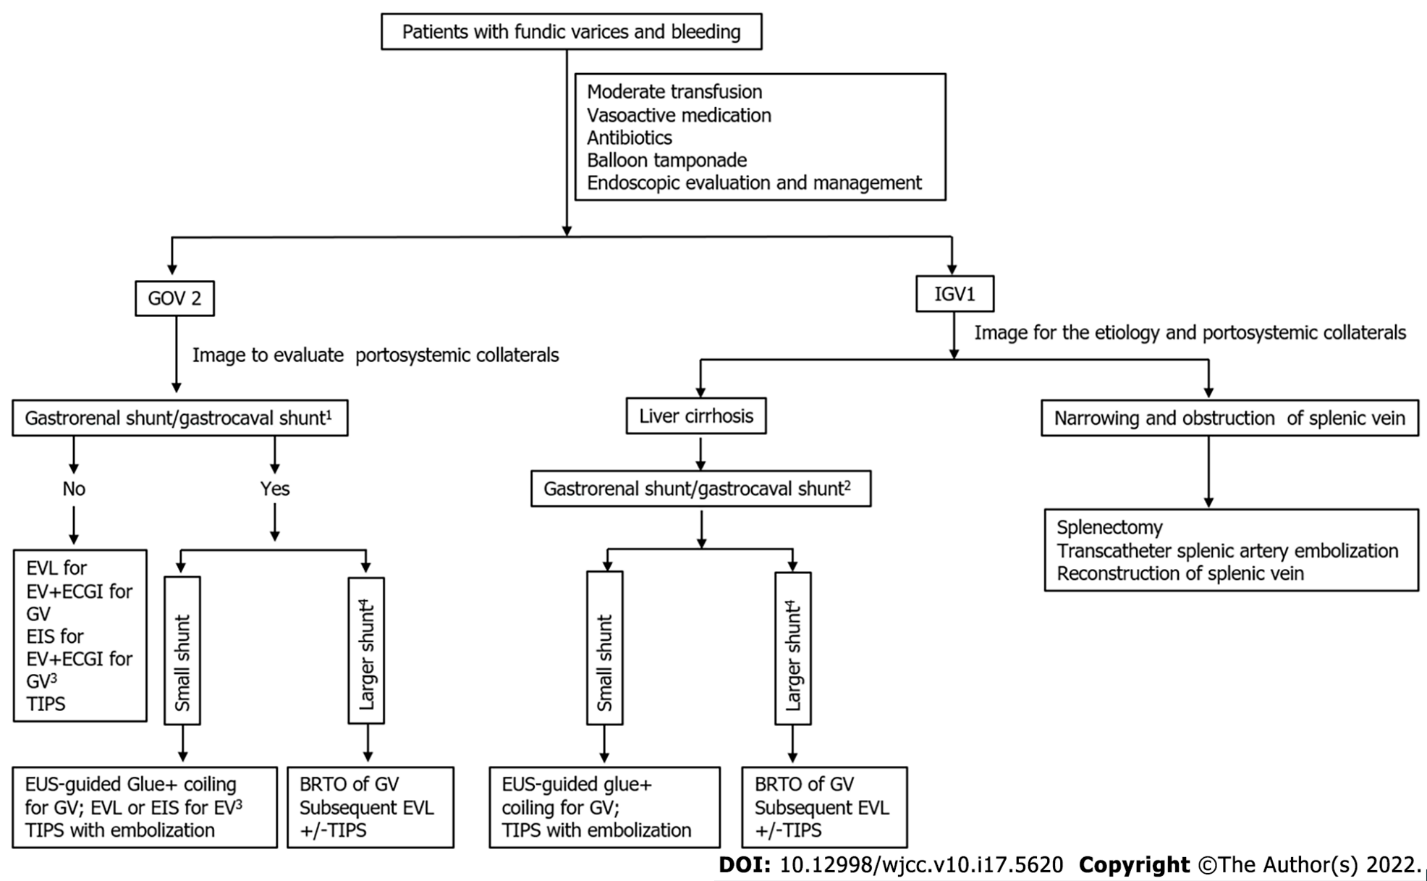 Patients with fundic varices and bleeding
Moderate transfusion
Vasoactive medication
Antibiotics
Balloon tamponade
Endoscopic evaluation and management
GOV 2
IGV1
Image to evaluate portosystemic collaterals
Image for the etiology and portosystemic collaterals
Gastrorenal shunt/gastrocaval shunt¹
Liver cirrhosis
Narrowing and obstruction of splenic vein
No
Yes
Gastrorenal shunt/gastrocaval shunt²
Splenectomy
Transcatheter splenic artery embolization
Reconstruction of splenic vein
EVL for
EV+ECGI for
GV
EIS for
EV+ECGI for
GV³
TIPS
Small shunt
Larger shunt⁴
Small shunt
Larger shunt⁴
EUS-guided Glue+ coiling
for GV; EVL or EIS for EV³
TIPS with embolization
BRTO of GV
Subsequent EVL
+/-TIPS
EUS-guided glue+
coiling for GV;
TIPS with embolization
BRTO of GV
Subsequent EVL
+/-TIPS
DOI: 10.12998/wjcc.v10.i17.5620 Copyright ©The Author(s) 2022.